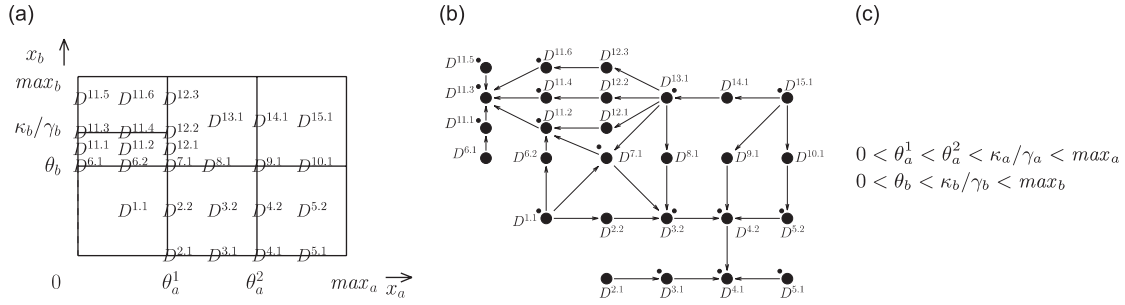 (a)
x_b
max_b
D^{11.5} D^{11.6} D^{12.3}
D^{13.1} D^{14.1} D^{15.1}
κ_b/γ_b
D^{11.3} D^{11.4} D^{12.2}
D^{11.1} D^{11.2} D^{12.1}
θ_b
D^{6.1} D^{6.2} D^{7.1} D^{8.1} D^{9.1} D^{10.1}
D^{1.1} D^{2.2} D^{3.2} D^{4.2} D^{5.2}
D^{2.1} D^{3.1} D^{4.1} D^{5.1}
0 θ_a^1 θ_a^2 max_a x_a
(b)
D^{11.5} D^{11.6} D^{12.3}
D^{11.3} D^{11.4} D^{12.2} D^{13.1} D^{14.1} D^{15.1}
D^{11.1} D^{11.2} D^{12.1}
D^{6.1} D^{6.2} D^{7.1} D^{8.1} D^{9.1} D^{10.1}
D^{1.1} D^{2.2} D^{3.2} D^{4.2} D^{5.2}
D^{2.1} D^{3.1} D^{4.1} D^{5.1}
(c)
0 < θ_a^1 < θ_a^2 < κ_a/γ_a < max_a
0 < θ_b < κ_b/γ_b < max_b